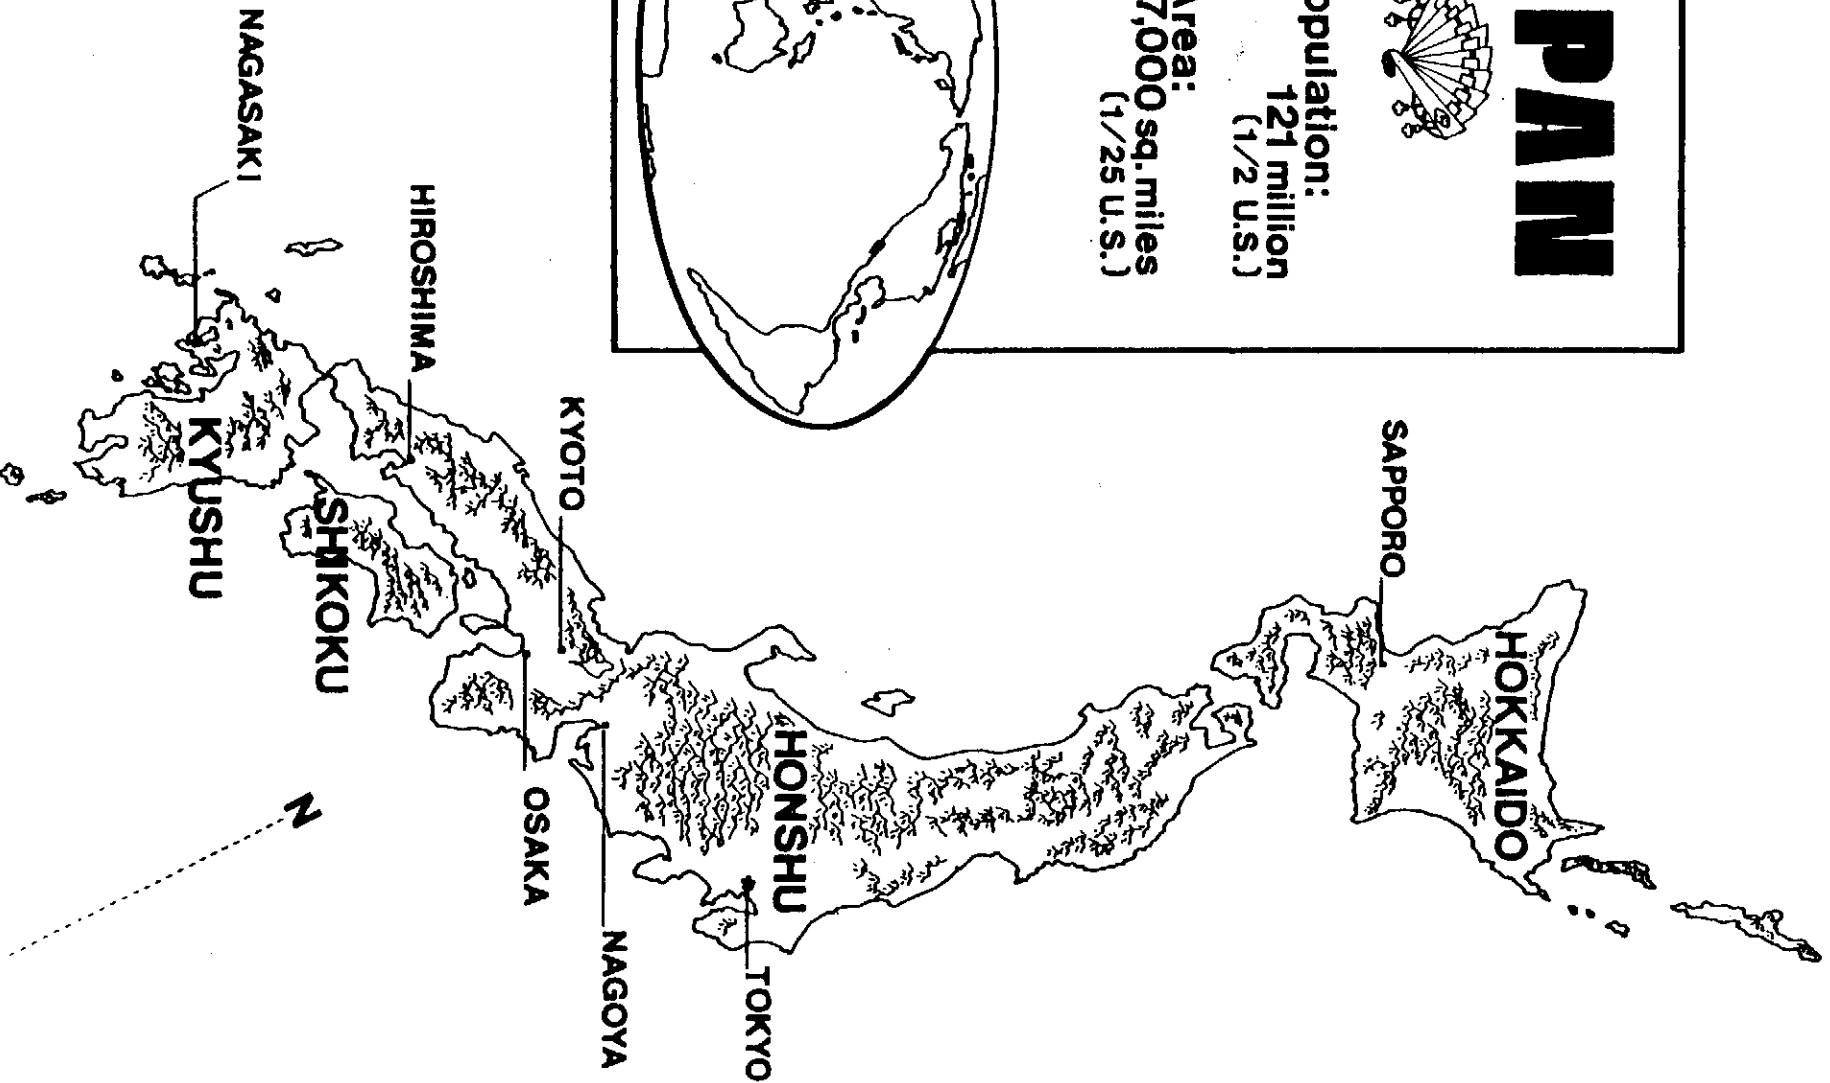 PAN
opulation:
121 million
(1/2 U.S.)
Area:
7,000 sq. miles
(1/25 U.S.)
HOKKAIDO
SAPPORO
HONSHU
TOKYO
NAGOYA
KYOTO
OSAKA
HIROSHIMA
SHIKOKU
N
NAGASAKI
KYUSHU